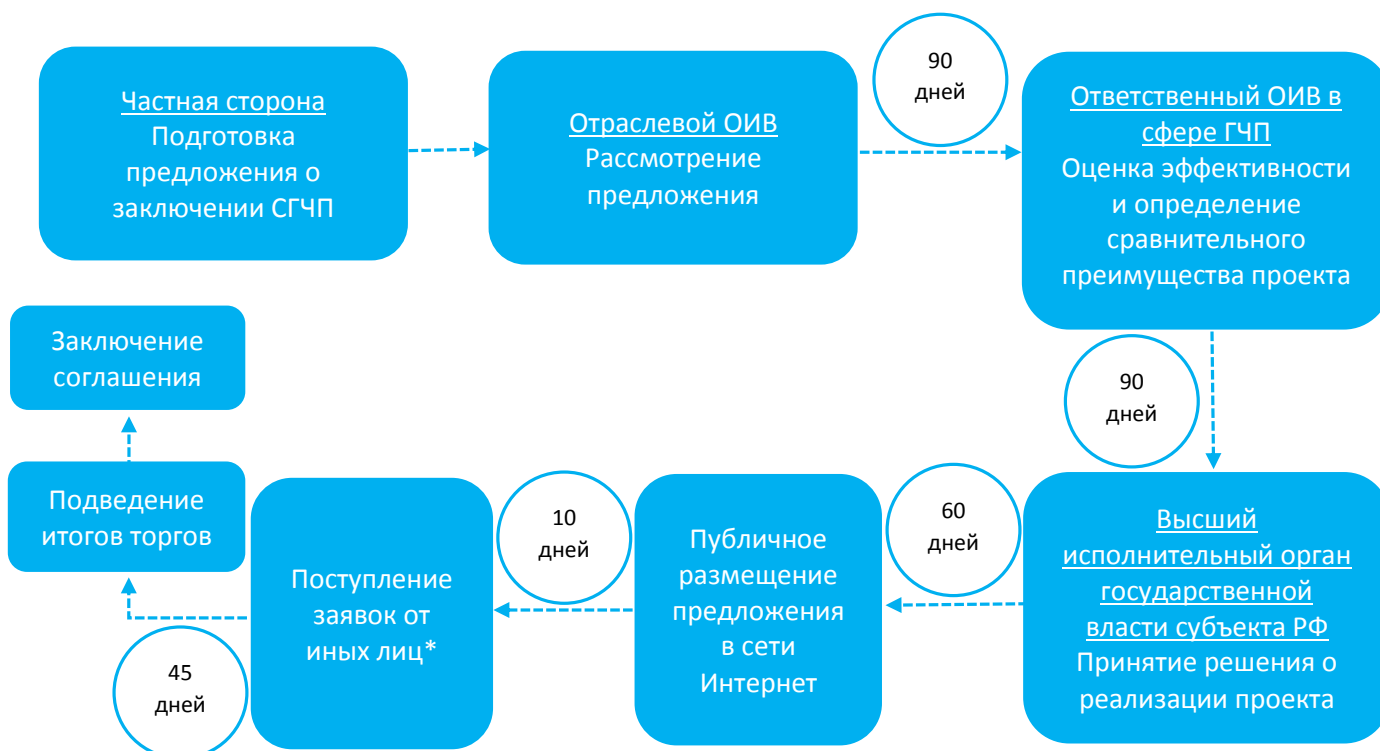 Частная сторона
Подготовка
предложения о
заключении СГЧП
Отраслевой ОИВ
Рассмотрение
предложения
90
дней
Ответственный ОИВ в
сфере ГЧП
Оценка эффективности
и определение
сравнительного
преимущества проекта
90
дней
Высший
исполнительный орган
государственной
власти субъекта РФ
Принятие решения о
реализации проекта
60
дней
Публичное
размещение
предложения
в сети
Интернет
10
дней
Поступление
заявок от
иных лиц*
45
дней
Подведение
итогов торгов
Заключение
соглашения